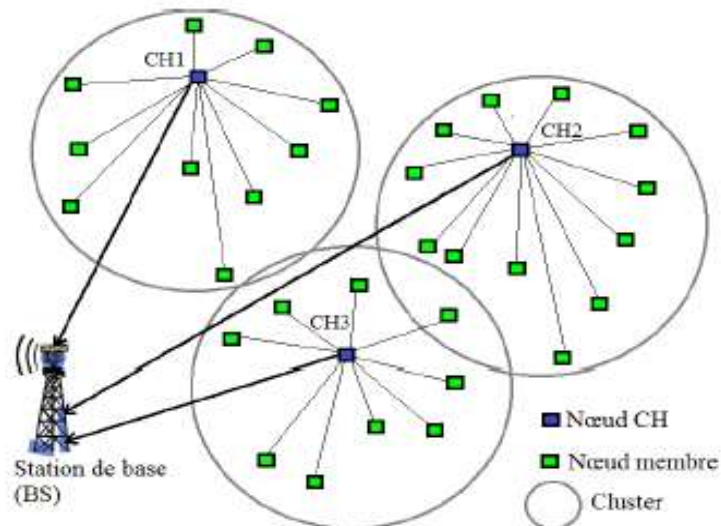 CH1
CH2
CH3
Station de base
(BS)
Nœud CH
Nœud membre
Cluster